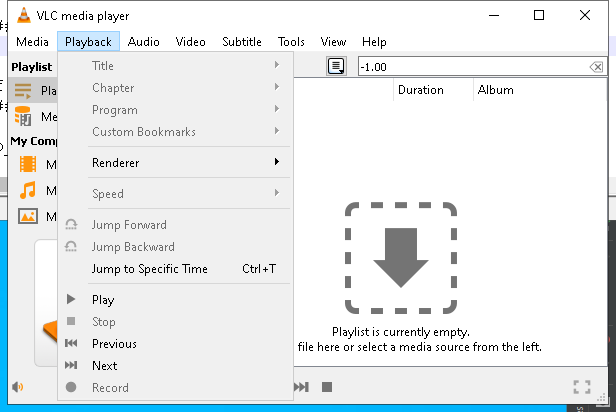 VLC media player
Media Playback Audio Video Subtitle Tools View Help
Playlist
-1.00
Duration Album
Title
Chapter
Program
Custom Bookmarks
Renderer
Speed
Jump Forward
Jump Backward
Jump to Specific Time Ctrl+T
Play
Stop
Previous
Next
Record
Pla
Me
My Comp
M
M
M
Playlist is currently empty.
file here or select a media source from the left.